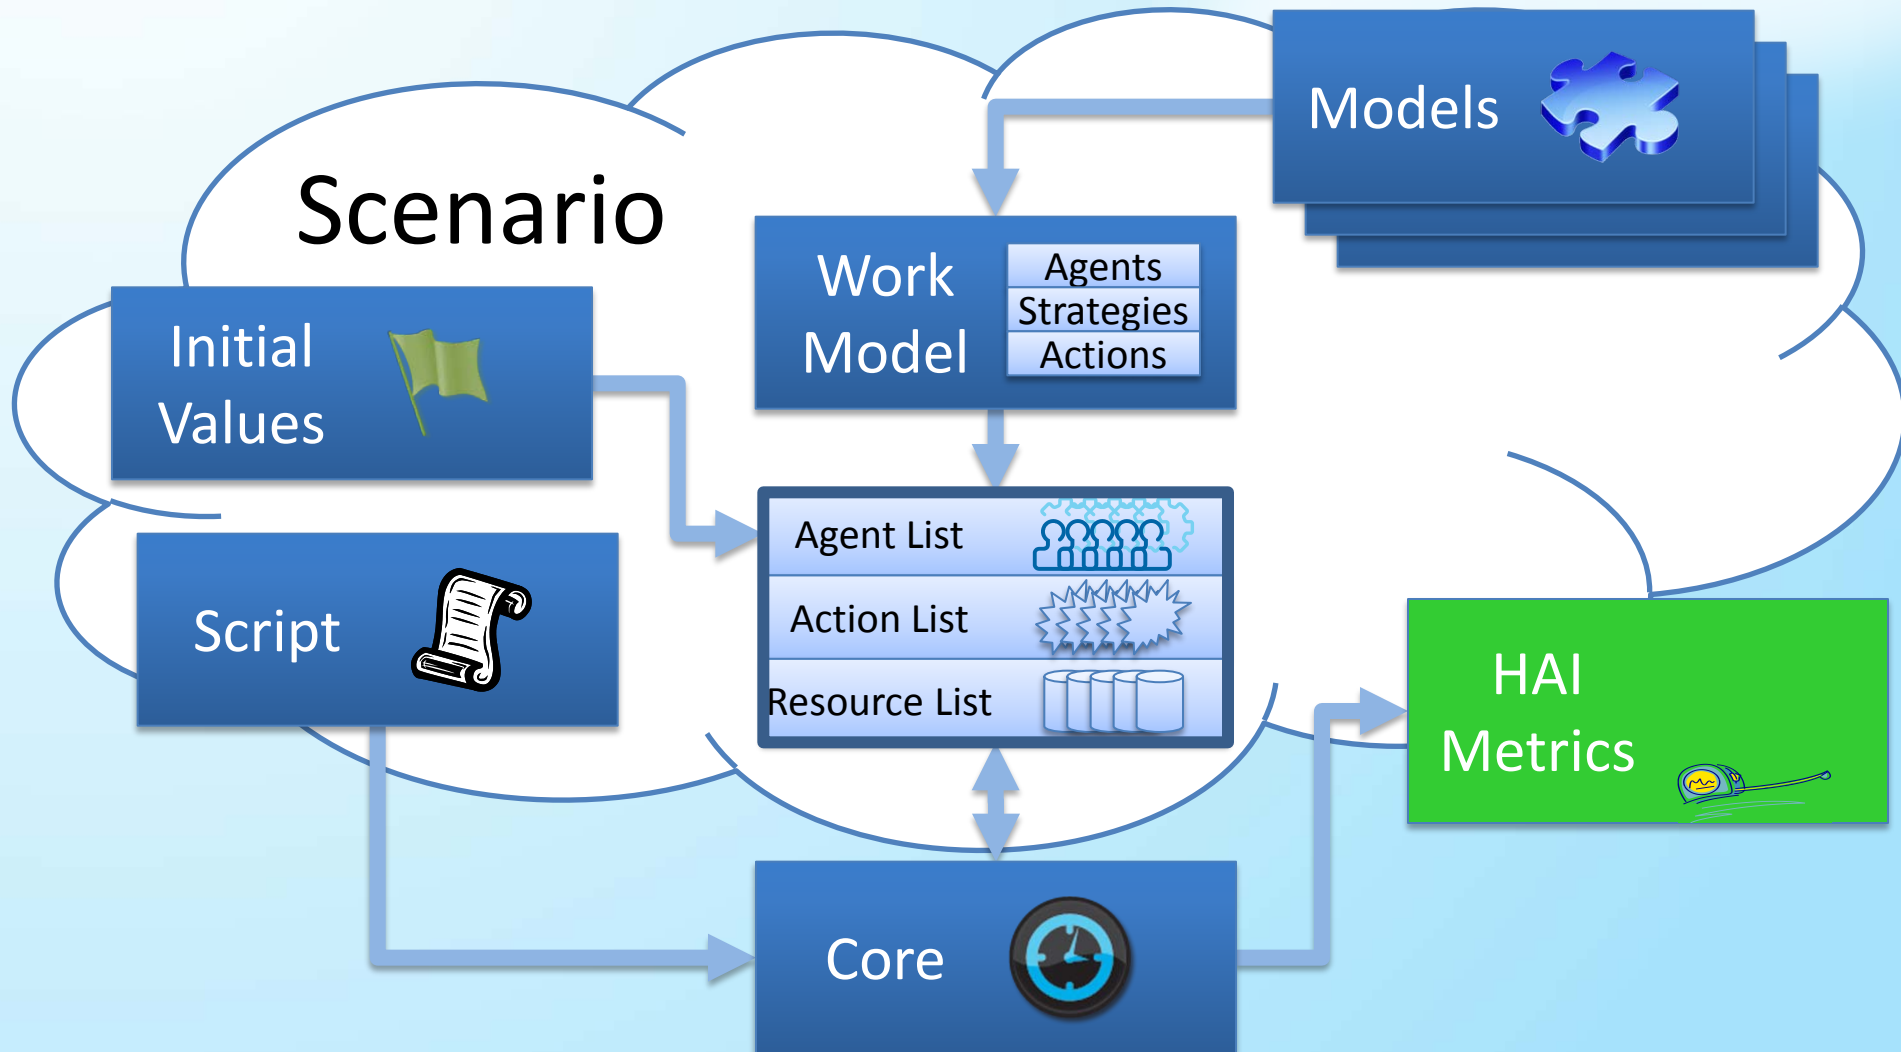 Models
Scenario
Work
Model
Agents
Strategies
Actions
Initial
Values
Agent List
Action List
Resource List
Script
HAI
Metrics
Core